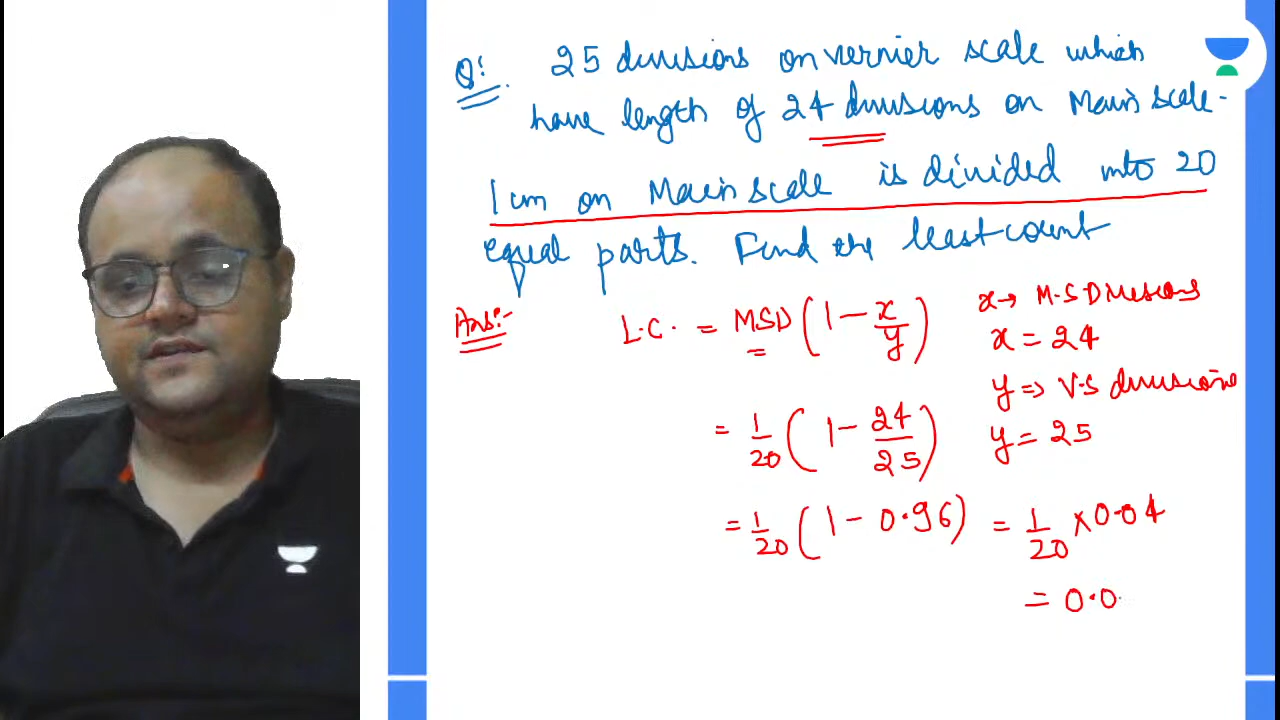 Q:. 25 divisions on vernier scale which
have length of 24 divisions on Main scale.
1 cm on Main scale is divided into 20
equal parts. Find the least count
Ans:- L.C. = MSD (1 - x/y)
x → M.S Divisions
x = 24
y ⇒ V.S divisions
y = 25
= 1/20 (1 - 24/25)
= 1/20 (1 - 0.96) = 1/20 × 0.04
= 0.0